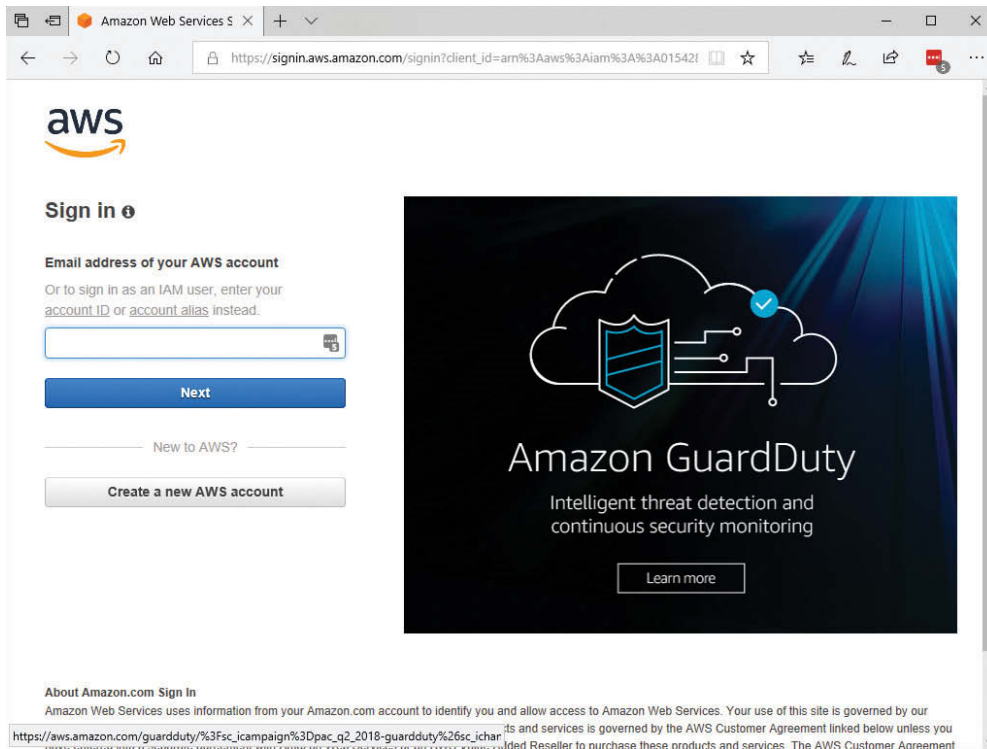 Amazon Web Services S
https://signin.aws.amazon.com/signin?client_id=arn%3Aaws%3Aiam%3A%3A01542
5
aws
Sign in
Email address of your AWS account
Or to sign in as an IAM user, enter your
account ID or account alias instead.
5
Next
New to AWS?
Create a new AWS account
Amazon GuardDuty
Intelligent threat detection and
continuous security monitoring
Learn more
About Amazon.com Sign In
Amazon Web Services uses information from your Amazon.com account to identify you and allow access to Amazon Web Services. Your use of this site is governed by our
and services is governed by the AWS Customer Agreement linked below unless you
https://aws.amazon.com/guardduty/%3Fsc_icampaign%3Dpac_q2_2018-guardduty%26sc_ichan
Reseller to purchase these products and services. The AWS Customer Agreement